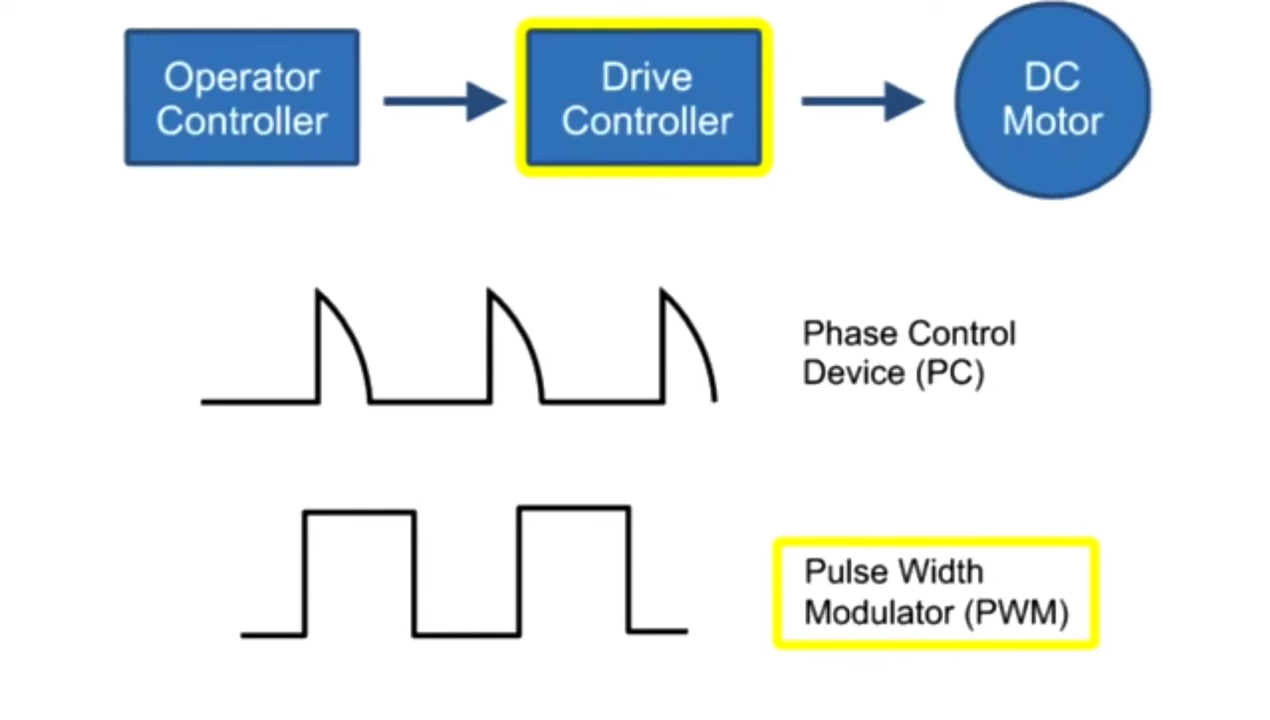 Operator
Controller
Drive
Controller
DC
Motor
Phase Control
Device (PC)
Pulse Width
Modulator (PWM)